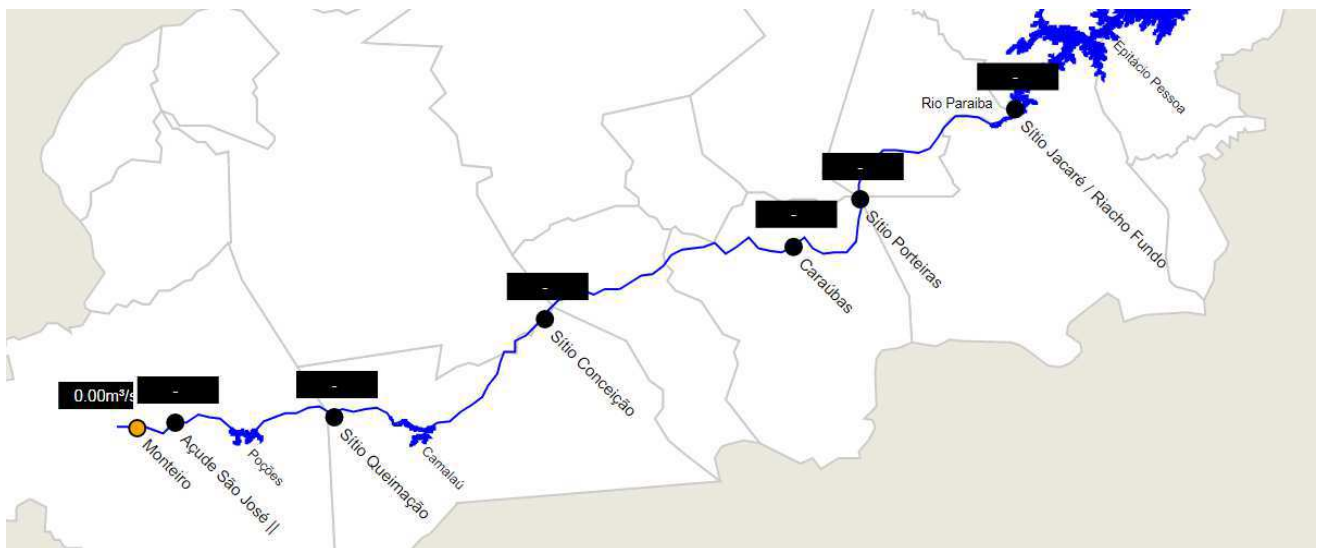 Epitácio Pessoa
-
Rio Paraiba
Sítio Jacaré / Riacho Fundo
-
Sítio Porteiras
-
Caraúbas
-
Sítio Conceição
-
Sítio Queimação
Camalaú
0.00m³/s
-
Monteiro
Açude São José II
Poções